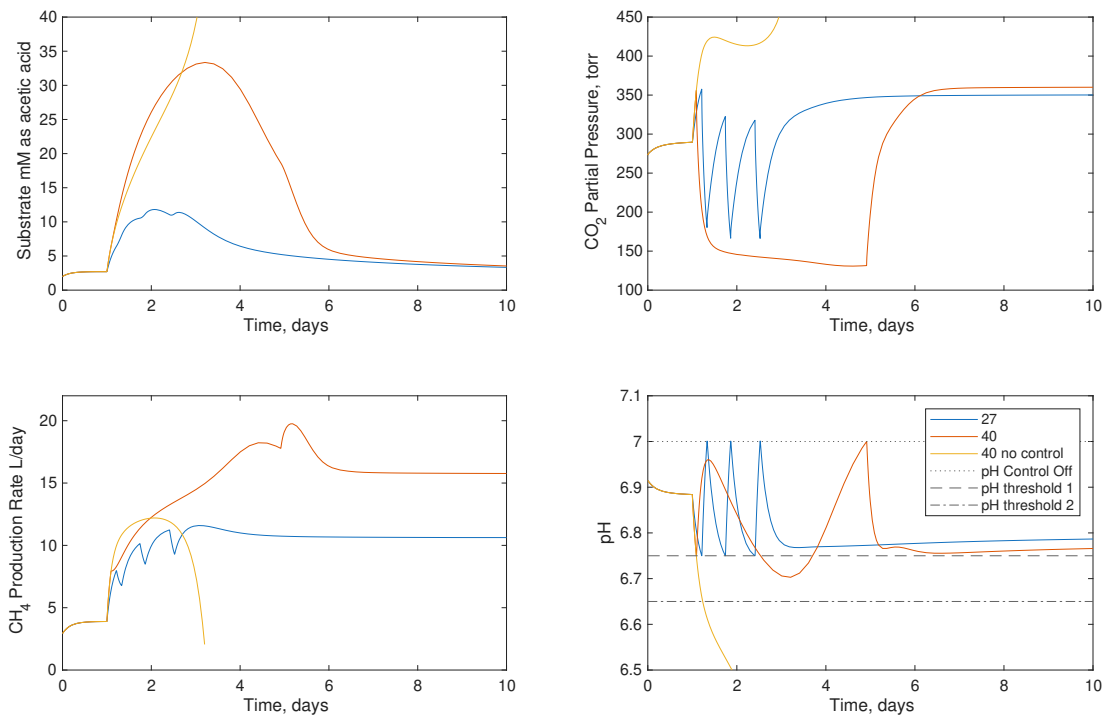 Substrate mM as acetic acid
40
35
30
25
20
15
10
5
0
0 2 4 6 8 10
Time, days
CO2 Partial Pressure, torr
450
400
350
300
250
200
150
100
0 2 4 6 8 10
Time, days
CH4 Production Rate L/day
20
15
10
5
0
0 2 4 6 8 10
Time, days
pH
7.1
7
6.9
6.8
6.7
6.6
6.5
0 2 4 6 8 10
Time, days
27
40
40 no control
pH Control Off
pH threshold 1
pH threshold 2